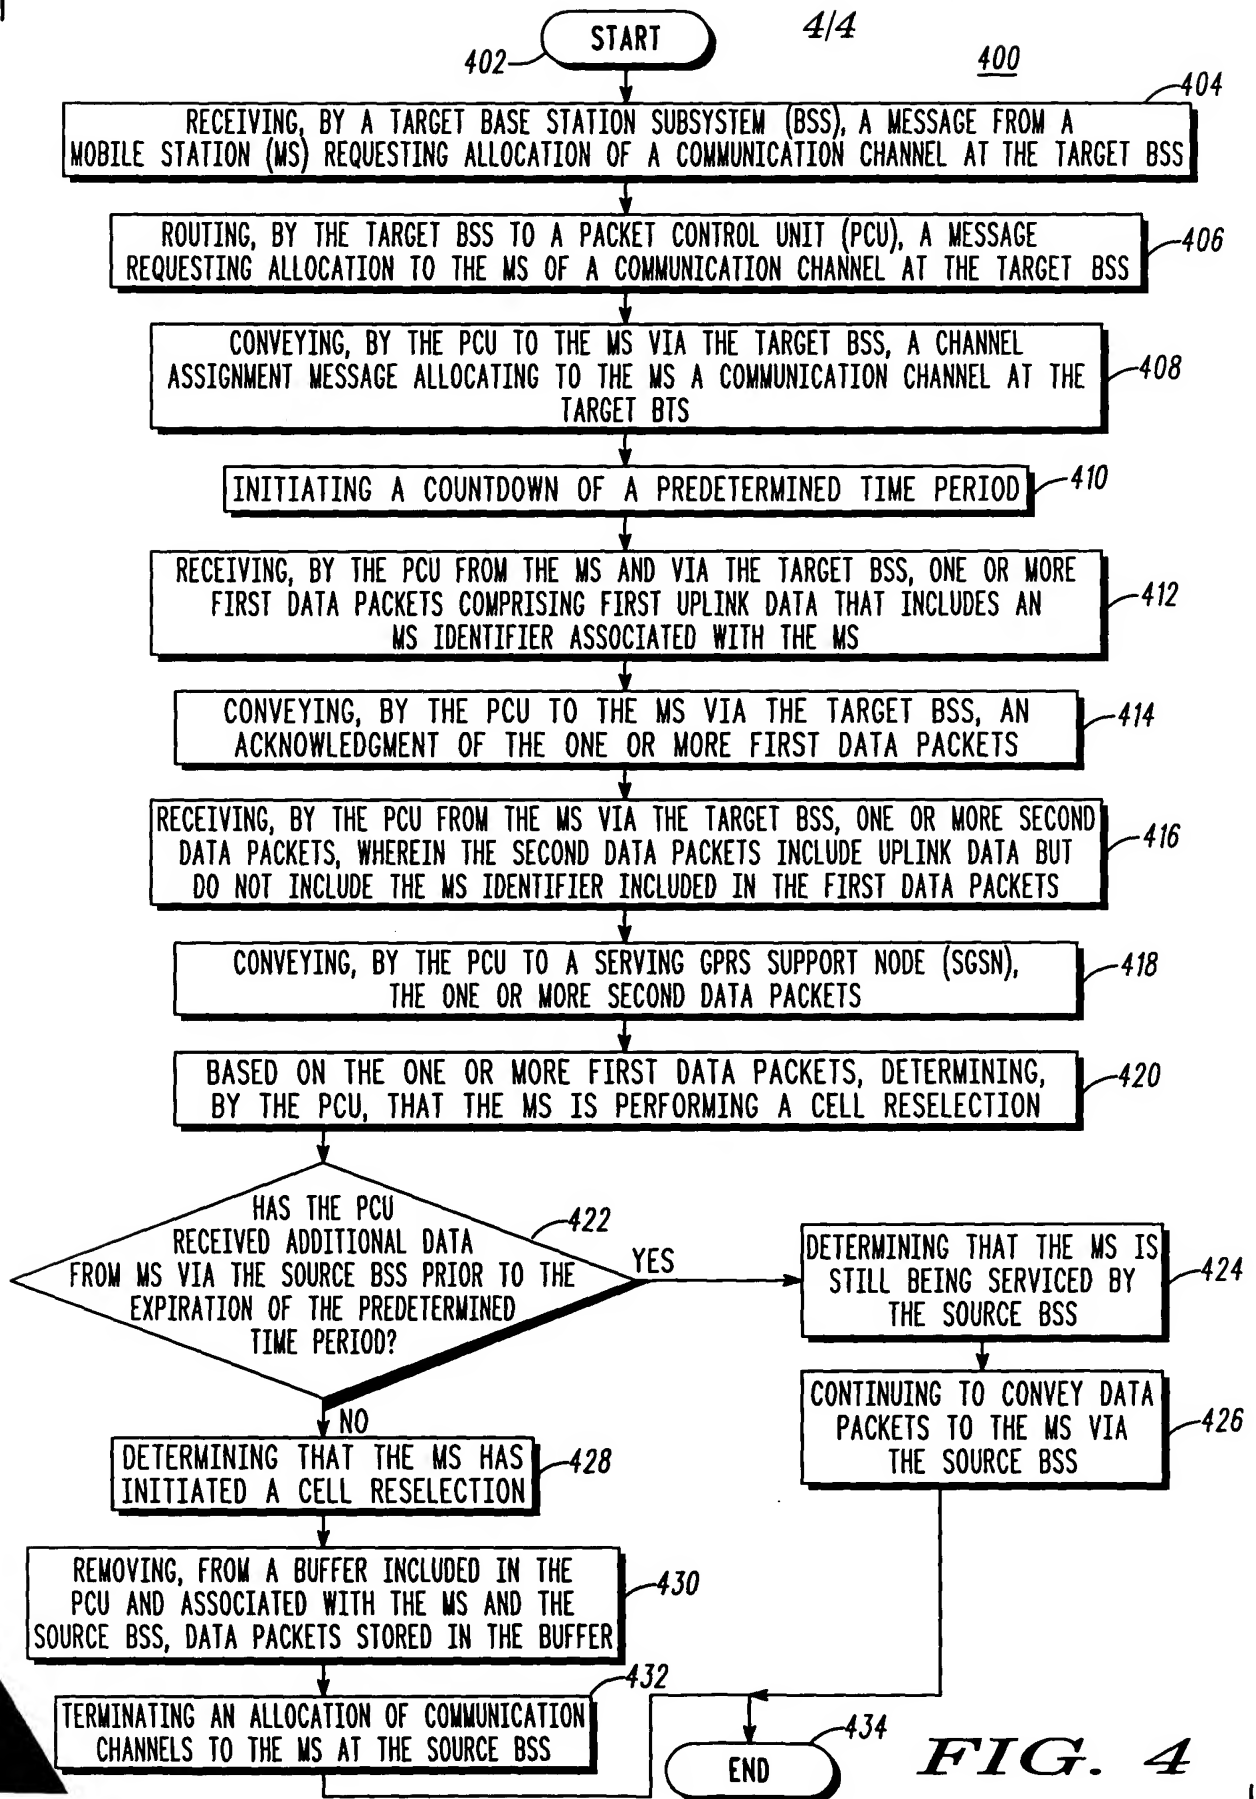 4/4
START
402
400
404
RECEIVING, BY A TARGET BASE STATION SUBSYSTEM (BSS), A MESSAGE FROM A
MOBILE STATION (MS) REQUESTING ALLOCATION OF A COMMUNICATION CHANNEL AT THE TARGET BSS
ROUTING, BY THE TARGET BSS TO A PACKET CONTROL UNIT (PCU), A MESSAGE
REQUESTING ALLOCATION TO THE MS OF A COMMUNICATION CHANNEL AT THE TARGET BSS
406
CONVEYING, BY THE PCU TO THE MS VIA THE TARGET BSS, A CHANNEL
ASSIGNMENT MESSAGE ALLOCATING TO THE MS A COMMUNICATION CHANNEL AT THE
TARGET BTS
408
INITIATING A COUNTDOWN OF A PREDETERMINED TIME PERIOD
410
RECEIVING, BY THE PCU FROM THE MS AND VIA THE TARGET BSS, ONE OR MORE
FIRST DATA PACKETS COMPRISING FIRST UPLINK DATA THAT INCLUDES AN
MS IDENTIFIER ASSOCIATED WITH THE MS
412
CONVEYING, BY THE PCU TO THE MS VIA THE TARGET BSS, AN
ACKNOWLEDGMENT OF THE ONE OR MORE FIRST DATA PACKETS
414
RECEIVING, BY THE PCU FROM THE MS VIA THE TARGET BSS, ONE OR MORE SECOND
DATA PACKETS, WHEREIN THE SECOND DATA PACKETS INCLUDE UPLINK DATA BUT
DO NOT INCLUDE THE MS IDENTIFIER INCLUDED IN THE FIRST DATA PACKETS
416
CONVEYING, BY THE PCU TO A SERVING GPRS SUPPORT NODE (SGSN),
THE ONE OR MORE SECOND DATA PACKETS
418
BASED ON THE ONE OR MORE FIRST DATA PACKETS, DETERMINING,
BY THE PCU, THAT THE MS IS PERFORMING A CELL RESELECTION
420
HAS THE PCU
RECEIVED ADDITIONAL DATA
FROM MS VIA THE SOURCE BSS PRIOR TO THE
EXPIRATION OF THE PREDETERMINED
TIME PERIOD?
422
YES
DETERMINING THAT THE MS IS
STILL BEING SERVICED BY
THE SOURCE BSS
424
CONTINUING TO CONVEY DATA
PACKETS TO THE MS VIA
THE SOURCE BSS
426
NO
DETERMINING THAT THE MS HAS
INITIATED A CELL RESELECTION
428
REMOVING, FROM A BUFFER INCLUDED IN THE
PCU AND ASSOCIATED WITH THE MS AND THE
SOURCE BSS, DATA PACKETS STORED IN THE BUFFER
430
TERMINATING AN ALLOCATION OF COMMUNICATION
CHANNELS TO THE MS AT THE SOURCE BSS
432
END
434
FIG. 4